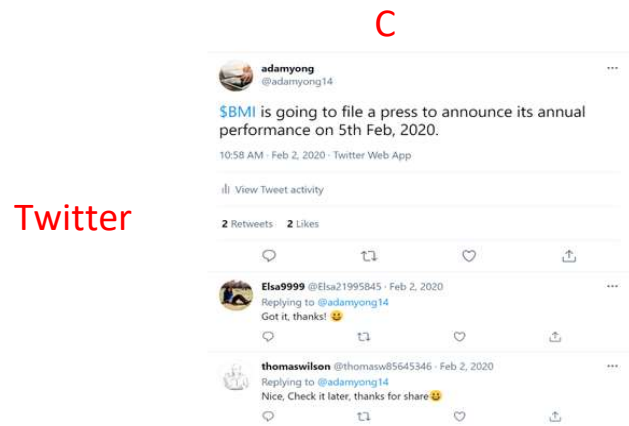 C
adamyong
@adamyong14
$BMI is going to file a press to announce its annual
performance on 5th Feb, 2020.
10:58 AM · Feb 2, 2020 · Twitter Web App
View Tweet activity
2 Retweets 2 Likes
Twitter
Elsa9999 @Elsa21995845 · Feb 2, 2020
Replying to @adamyong14
Got it, thanks! 😀
thomaswilson @thomasw85645346 · Feb 2, 2020
Replying to @adamyong14
Nice, Check it later, thanks for share😀